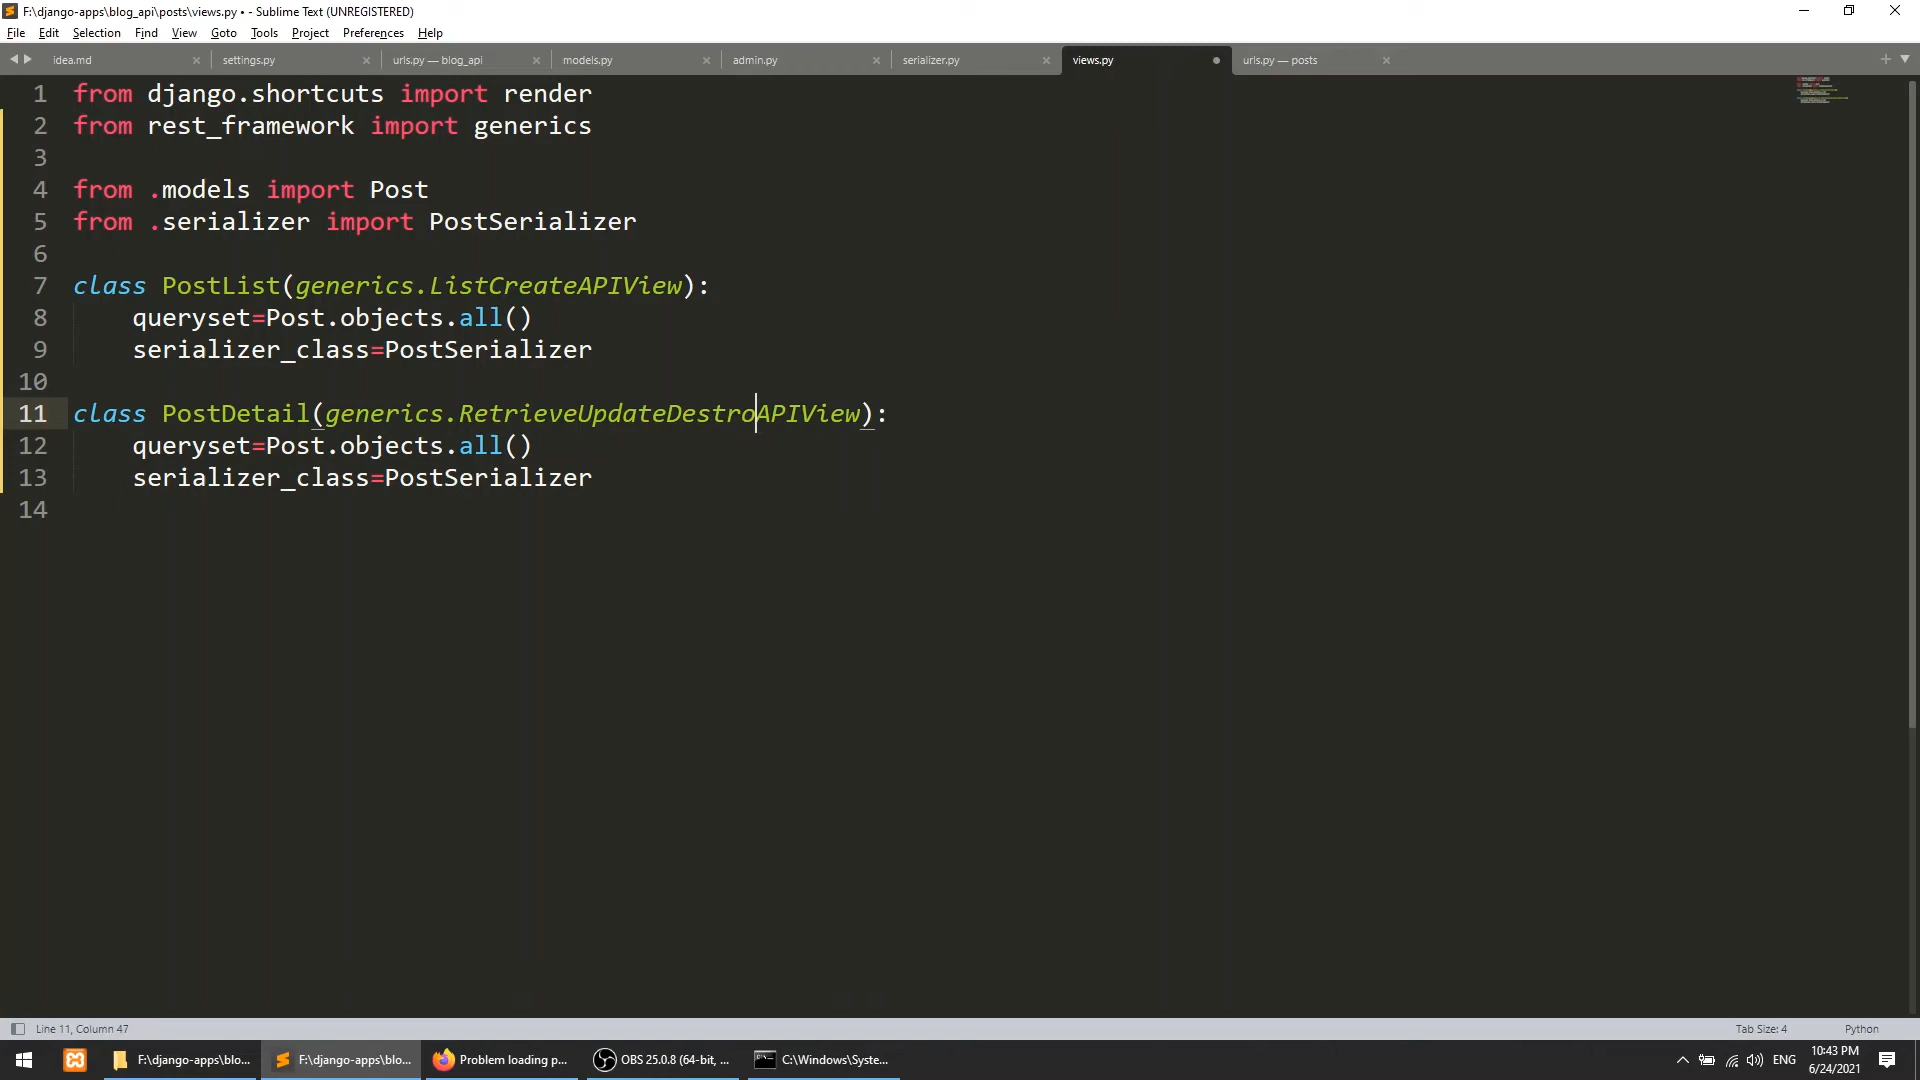 F:\django-apps\blog_api\posts\views.py • - Sublime Text (UNREGISTERED)
File Edit Selection Find View Goto Tools Project Preferences Help
idea.md settings.py urls.py — blog_api models.py admin.py serializer.py views.py urls.py — posts
1 from django.shortcuts import render
2 from rest_framework import generics
3
4 from .models import Post
5 from .serializer import PostSerializer
6
7 class PostList(generics.ListCreateAPIView):
8 queryset=Post.objects.all()
9 serializer_class=PostSerializer
10
11 class PostDetail(generics.RetrieveUpdateDestroAPIView):
12 queryset=Post.objects.all()
13 serializer_class=PostSerializer
14
Line 11, Column 47 Tab Size: 4 Python
F:\django-apps\blo... F:\django-apps\blo... Problem loading p... OBS 25.0.8 (64-bit, ... C:\Windows\Syste... ENG 10:43 PM
6/24/2021